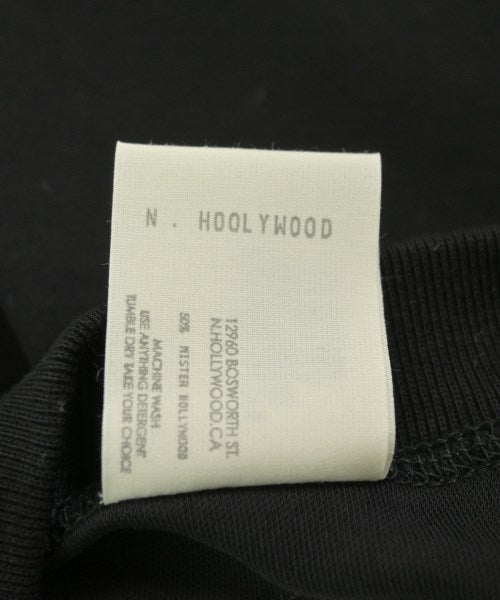 N. HOOLYWOOD
12960 BOSWORTH ST.
N.HOLLYWOOD,CA
50% MISTER HOLLYWOOD
MACHINE WASH
USE ANYTHING DETERGENT
TUMBLE DRY TAKE YOUR CHOICE